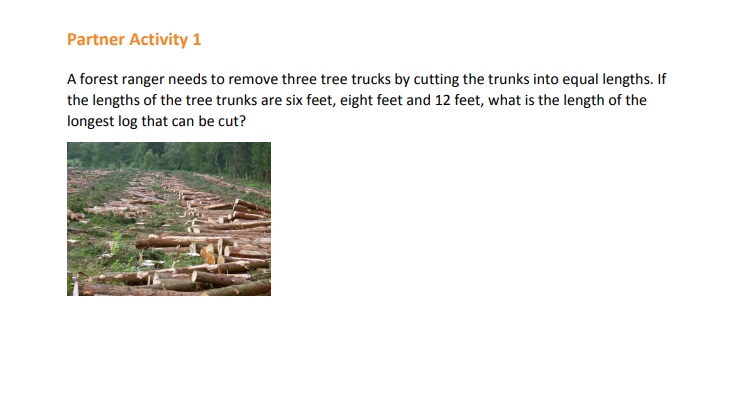 Partner Activity 1
A forest ranger needs to remove three tree trucks by cutting the trunks into equal lengths. If
the lengths of the tree trunks are six feet, eight feet and 12 feet, what is the length of the
longest log that can be cut?